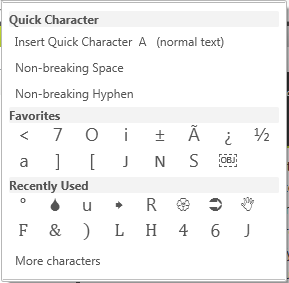 Quick Character
Insert Quick Character A (normal text)
Non-breaking Space
Non-breaking Hyphen
Favorites
< 7 O i ± Ã ¿ ½
a ] [ J N S OBJ
Recently Used
° 🌢 u ➧ R ֍ ➲ 👋
F & ) L H 4 6 J
More characters